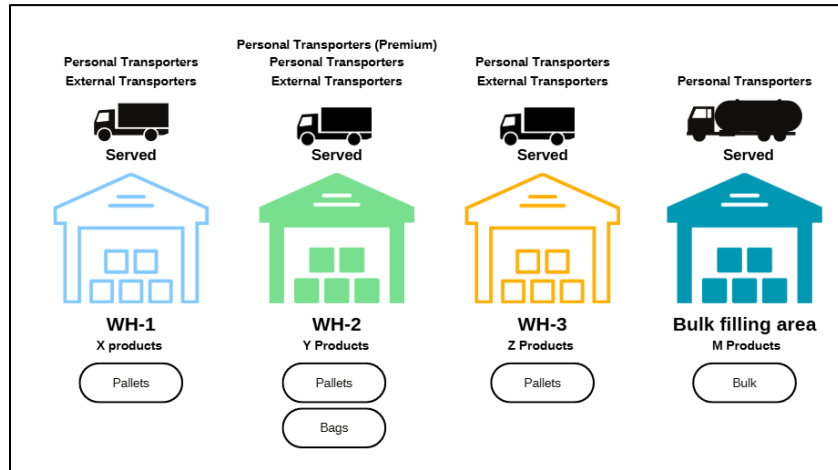 Personal Transporters
External Transporters
Served
WH-1
X products
Pallets
Personal Transporters (Premium)
Personal Transporters
External Transporters
Served
WH-2
Y Products
Pallets
Bags
Personal Transporters
External Transporters
Served
WH-3
Z Products
Pallets
Personal Transporters
Served
Bulk filling area
M Products
Bulk